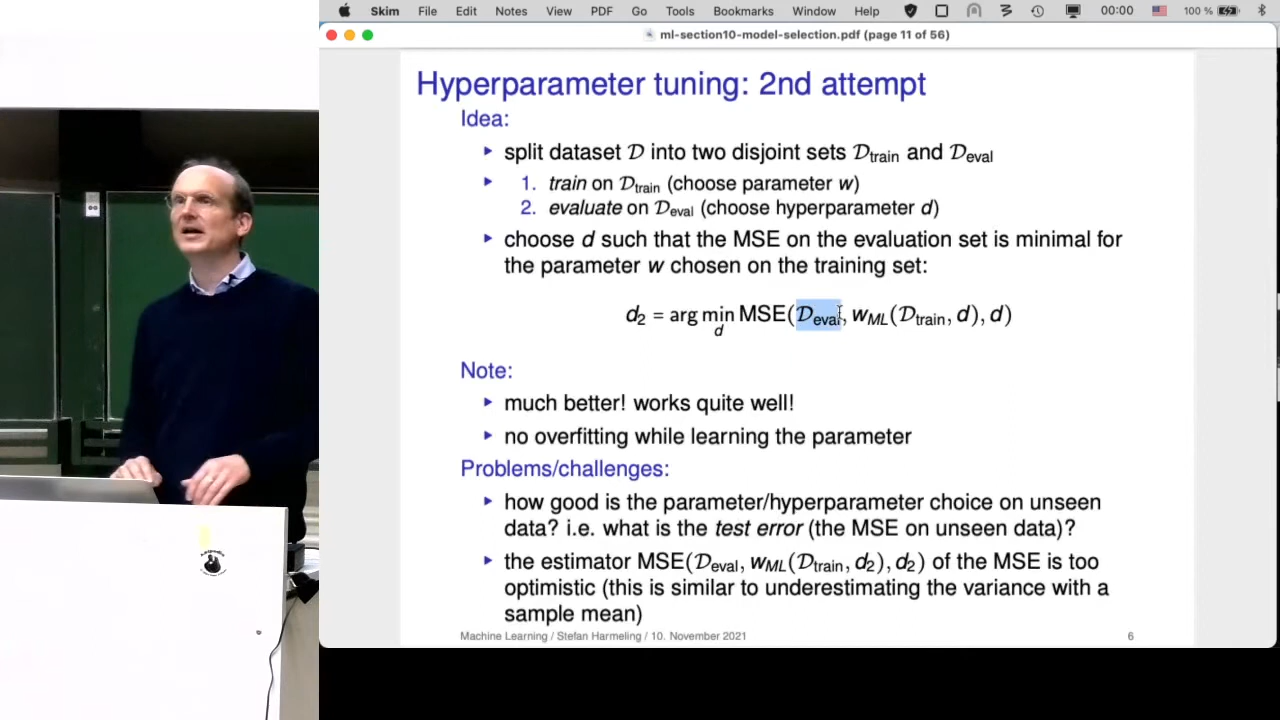 Skim File Edit Notes View PDF Go Tools Bookmarks Window Help 00:00 100 %
ml-section10-model-selection.pdf (page 11 of 56)
Hyperparameter tuning: 2nd attempt
Idea:
▸ split dataset 𝒟 into two disjoint sets 𝒟train and 𝒟eval
▸ 1. train on 𝒟train (choose parameter w)
2. evaluate on 𝒟eval (choose hyperparameter d)
▸ choose d such that the MSE on the evaluation set is minimal for
the parameter w chosen on the training set:
d2 = arg min d MSE(𝒟eval, wML(𝒟train, d), d)
Note:
▸ much better! works quite well!
▸ no overfitting while learning the parameter
Problems/challenges:
▸ how good is the parameter/hyperparameter choice on unseen
data? i.e. what is the test error (the MSE on unseen data)?
▸ the estimator MSE(𝒟eval, wML(𝒟train, d2), d2) of the MSE is too
optimistic (this is similar to underestimating the variance with a
sample mean)
Machine Learning / Stefan Harmeling / 10. November 2021 6